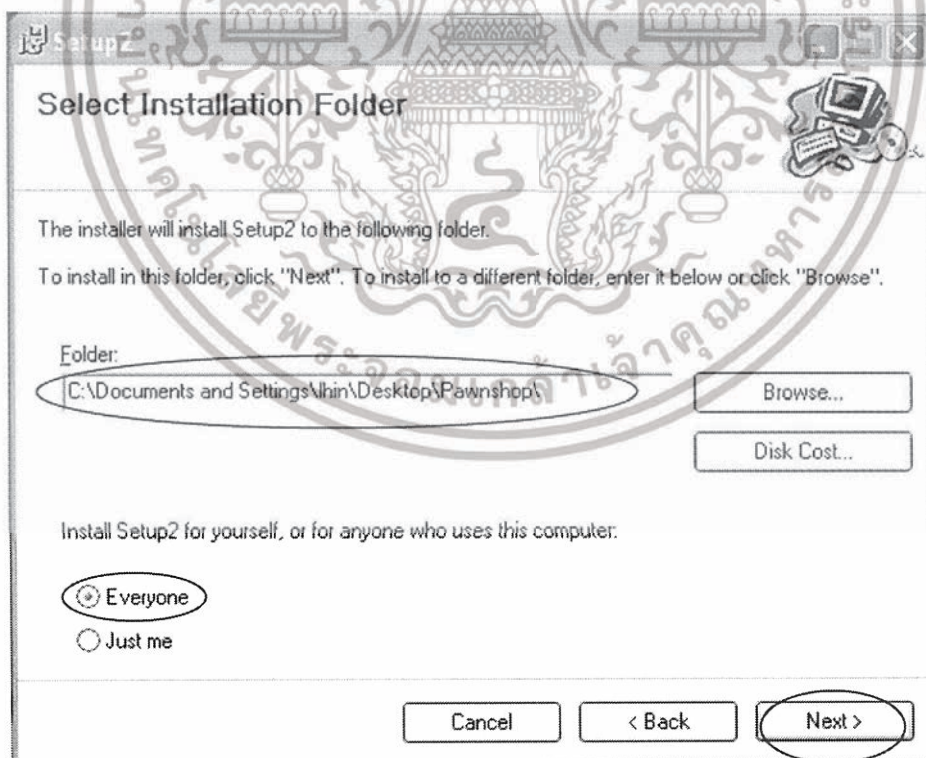 Setup2
Select Installation Folder
The installer will install Setup2 to the following folder.
To install in this folder, click "Next". To install to a different folder, enter it below or click "Browse".
Folder:
C:\Documents and Settings\lhin\Desktop\Pawnshop\
Browse...
Disk Cost...
Install Setup2 for yourself, or for anyone who uses this computer:
Everyone
Just me
Cancel
< Back
Next >